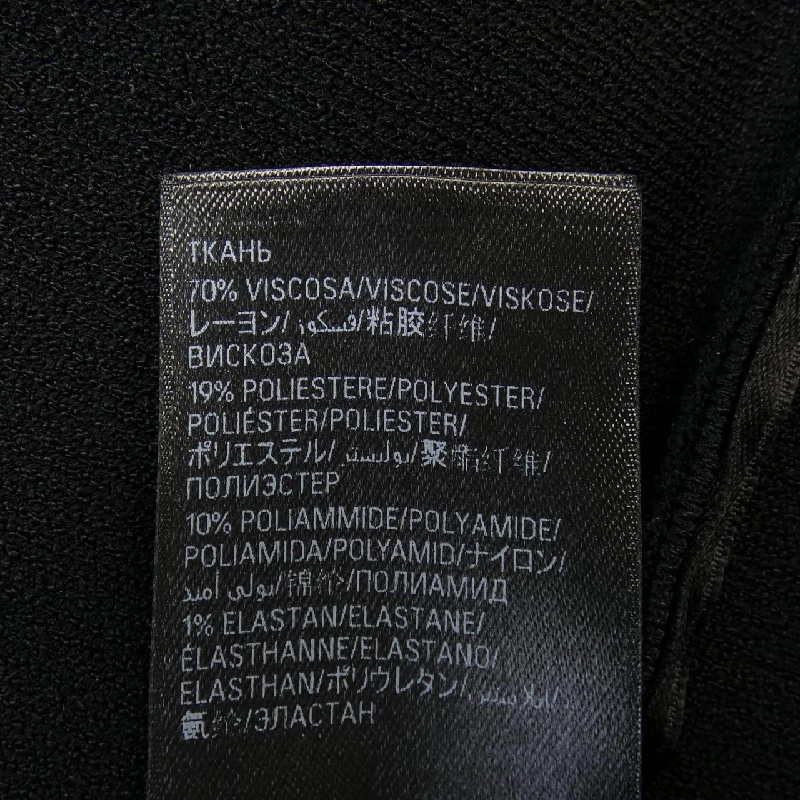 ТКАНЬ
70% VISCOSA/VISCOSE/VISKOSE/
レーヨン/فسكوز/粘胶纤维/
ВИСКОЗА
19% POLIESTERE/POLYESTER/
POLIÉSTER/POLIESTER/
ポリエステル/بوليستر/聚酯纤维/
ПОЛИЭСТЕР
10% POLIAMMIDE/POLYAMIDE/
POLIAMIDA/POLYAMID/ナイロン/
بولي أميد/锦纶/ПОЛИАМИД
1% ELASTAN/ELASTANE/
ÉLASTHANNE/ELASTANO/
ELASTHAN/ポリウレタン/
氨纶/ЭЛАСТАН